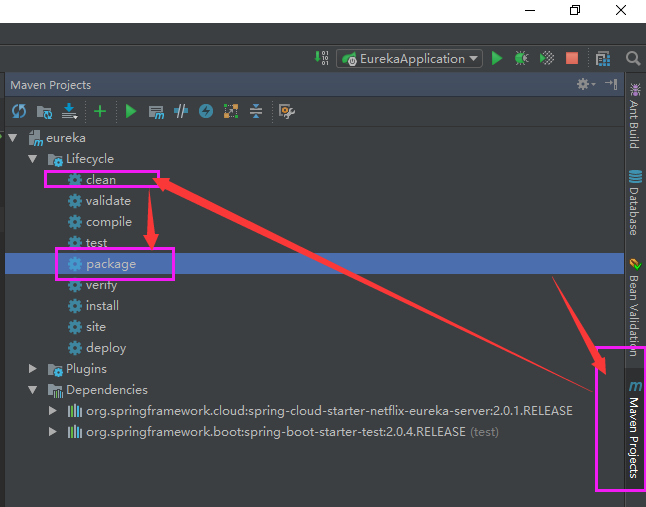 EurekaApplication
Maven Projects
eureka
Lifecycle
clean
validate
compile
test
package
verify
install
site
deploy
Plugins
Dependencies
org.springframework.cloud:spring-cloud-starter-netflix-eureka-server:2.0.1.RELEASE
org.springframework.boot:spring-boot-starter-test:2.0.4.RELEASE (test)
Ant Build
Database
Bean Validation
Maven Projects